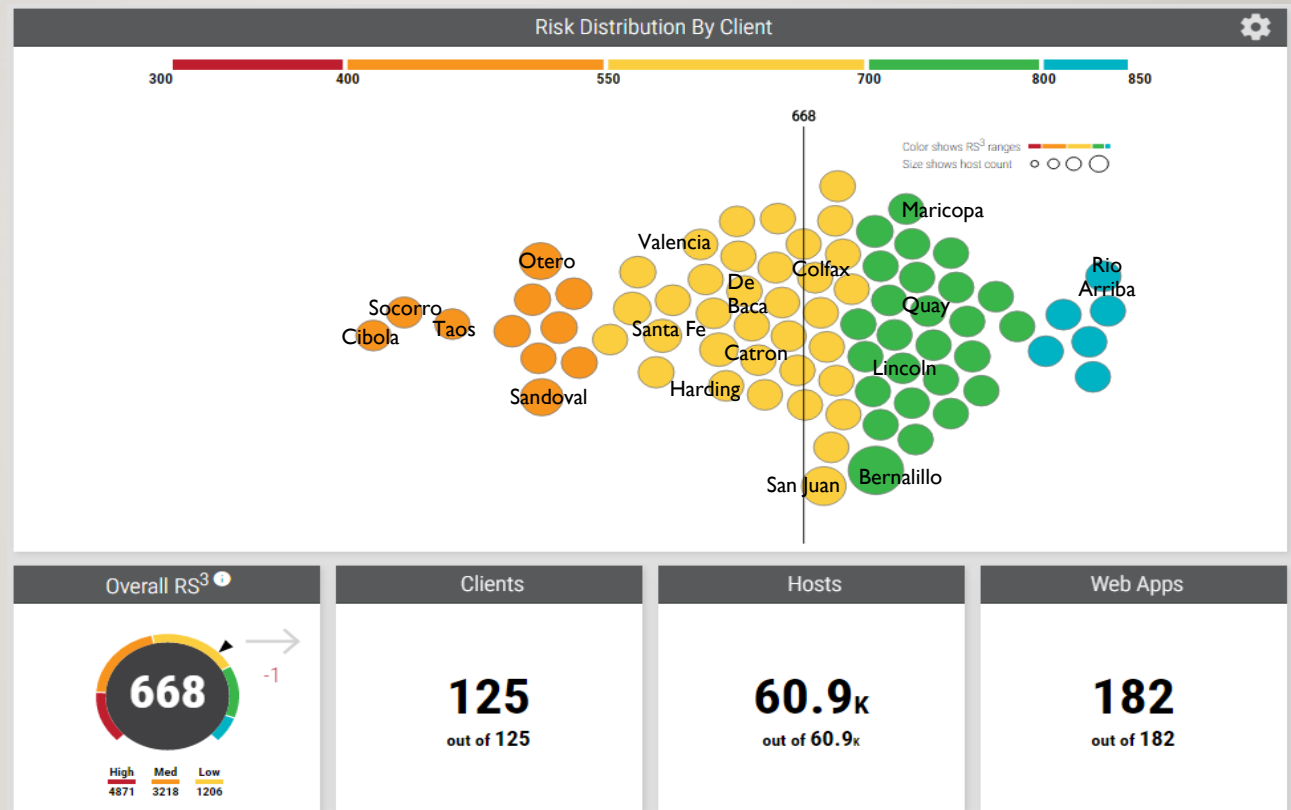 Risk Distribution By Client
300 400 550 700 800 850
668
Color shows RS³ ranges
Size shows host count
Maricopa
Valencia
Otero
Colfax
Rio
Arriba
De
Baca
Socorro
Quay
Cibola
Taos
Santa Fe
Catron
Lincoln
Harding
Sandoval
San Juan
Bernalillo
Overall RS³ i
668
-1
High Med Low
4871 3218 1206
Clients
125
out of 125
Hosts
60.9K
out of 60.9K
Web Apps
182
out of 182